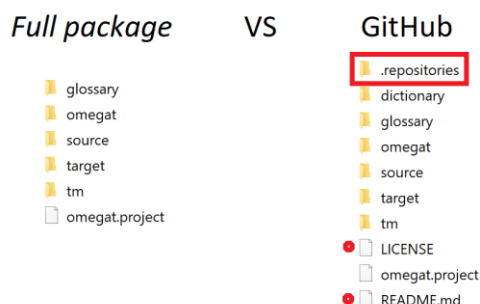 Full package VS GitHub
glossary
omegat
source
target
tm
omegat.project
.repositories
dictionary
glossary
omegat
source
target
tm
LICENSE
omegat.project
README.md